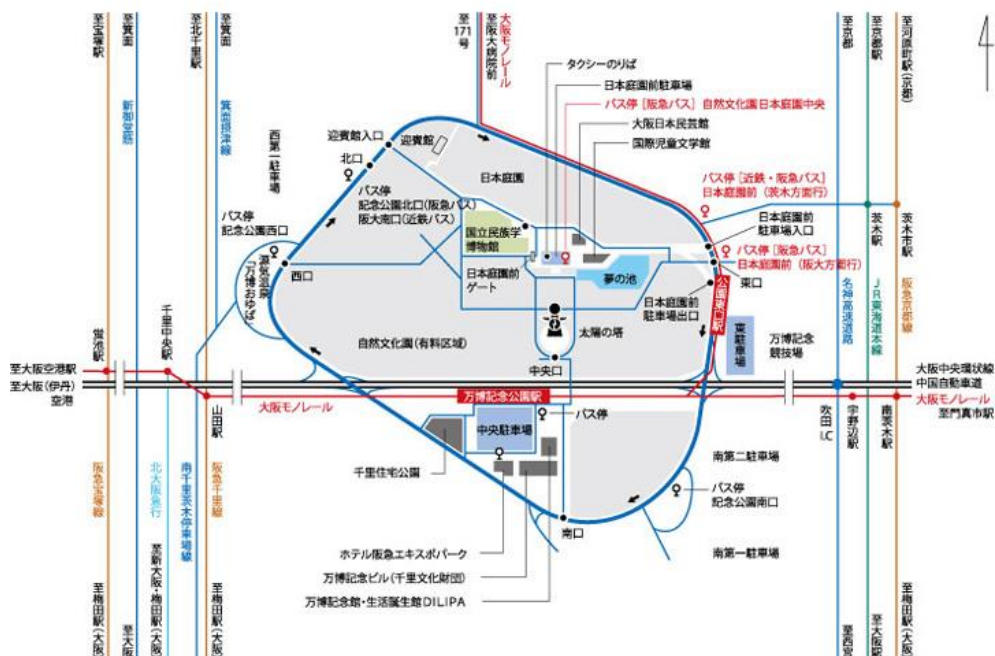 至宝塚駅
至箕面
至北千里駅
至箕面
至171号
至阪大病院前
大阪モノレール
至京都
至京都駅
至河原町駅(京都)
新御堂筋
箕面摂津線
タクシーのりば
日本庭園前駐車場
バス停[阪急バス]自然文化園日本庭園中央
大阪日本民芸館
国際児童文学館
迎賓館入口
迎賓館
北口
西第一駐車場
日本庭園
バス停
記念公園北口(阪急バス)
阪大南口(近鉄バス)
バス停[近鉄・阪急バス]
日本庭園前(茨木方面行)
茨木駅
茨木市駅
バス停
記念公園西口
国立民族学
博物館
日本庭園前
駐車場入口
バス停[阪急バス]
日本庭園前(阪大方面行)
西口
湯気温泉
「万博おゆば」
日本庭園前
ゲート
夢の池
東口
日本庭園前
駐車場出口
公園東口駅
名神高速道路
JR東海道本線
阪急京都線
太陽の塔
東駐車場
万博記念
競技場
蛍池駅
千里中央駅
自然文化園(有料区域)
中央口
至大阪空港駅
至大阪(伊丹)
空港
大阪中央環状線
中国自動車道
大阪モノレール
至門真市駅
大阪モノレール
万博記念公園駅
山田駅
吹田I.C
宇野辺駅
南茨木駅
中央駐車場
バス停
千里住宅公園
南第二駐車場
バス停
記念公園南口
阪急宝塚線
北大阪急行
南千里茨木停車場線
阪急千里線
南口
南第一駐車場
ホテル阪急エキスポパーク
万博記念ビル(千里文化財団)
万博記念館・生活誕生館DILIPA
至梅田駅(大阪)
至大阪
至新大阪・梅田駅(大阪)
至梅田駅(大阪)
至西宮
至大阪駅
至梅田駅(大阪)